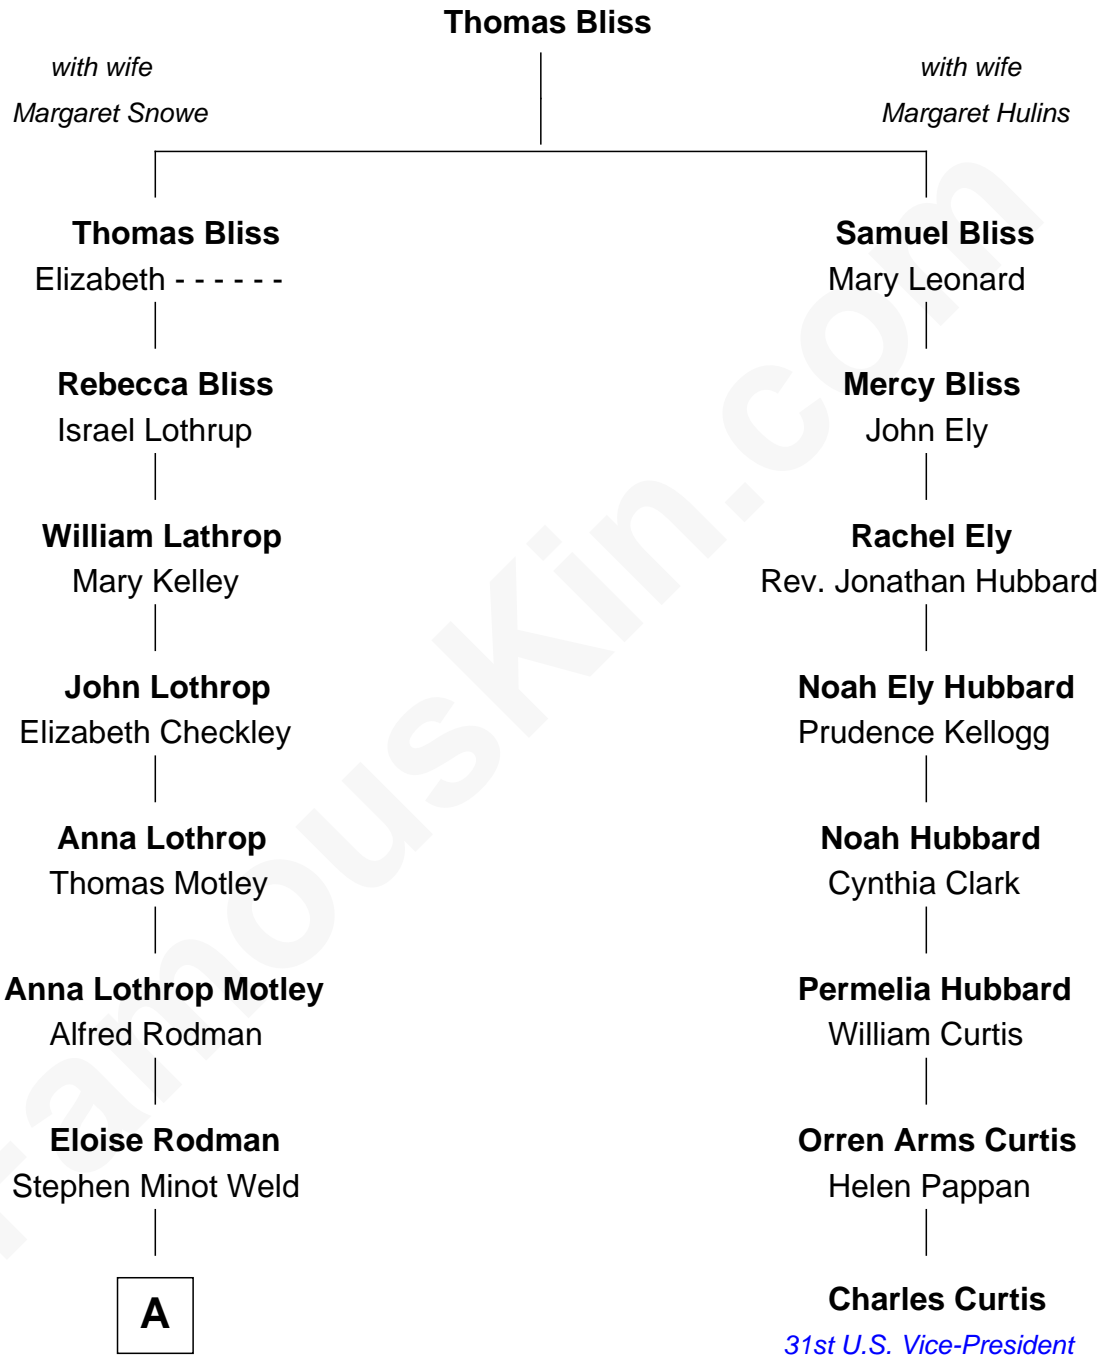 Thomas Bliss
with wife
Margaret Snowe
with wife
Margaret Hulins
Thomas Bliss
Elizabeth - - - - - -
Samuel Bliss
Mary Leonard
Rebecca Bliss
Israel Lothrup
Mercy Bliss
John Ely
William Lathrop
Mary Kelley
Rachel Ely
Rev. Jonathan Hubbard
John Lothrop
Elizabeth Checkley
Noah Ely Hubbard
Prudence Kellogg
Anna Lothrop
Thomas Motley
Noah Hubbard
Cynthia Clark
Anna Lothrop Motley
Alfred Rodman
Permelia Hubbard
William Curtis
Eloise Rodman
Stephen Minot Weld
Orren Arms Curtis
Helen Pappan
A
Charles Curtis
31st U.S. Vice-President
FamousKin.com